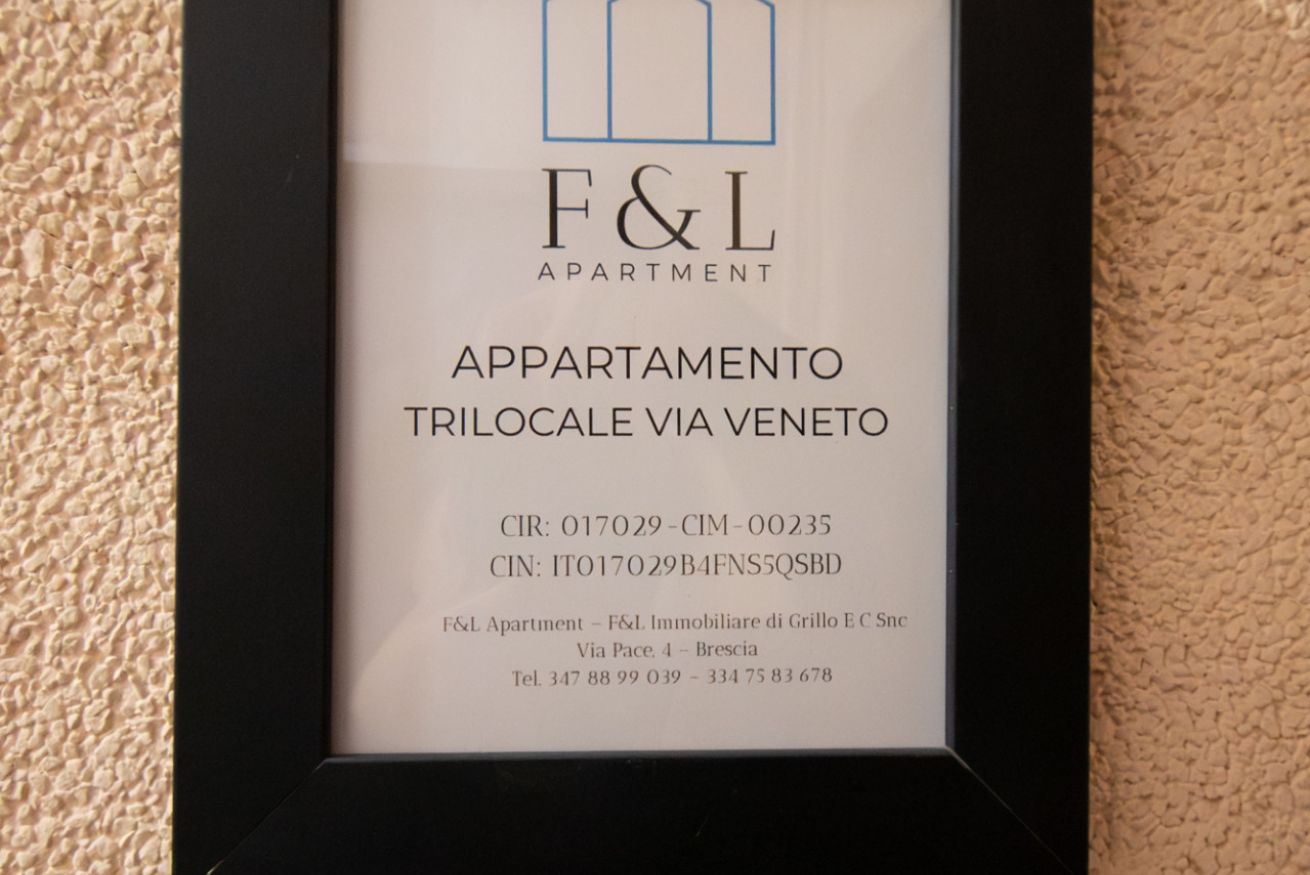 F & L
APARTMENT
APPARTAMENTO
TRILOCALE VIA VENETO
CIR: 017029-CIM-00235
CIN: IT017029B4FNS5QSBD
F&L Apartment – F&L Immobiliare di Grillo E C Snc
Via Pace, 4 – Brescia
Tel. 347 88 99 039 – 334 75 83 678